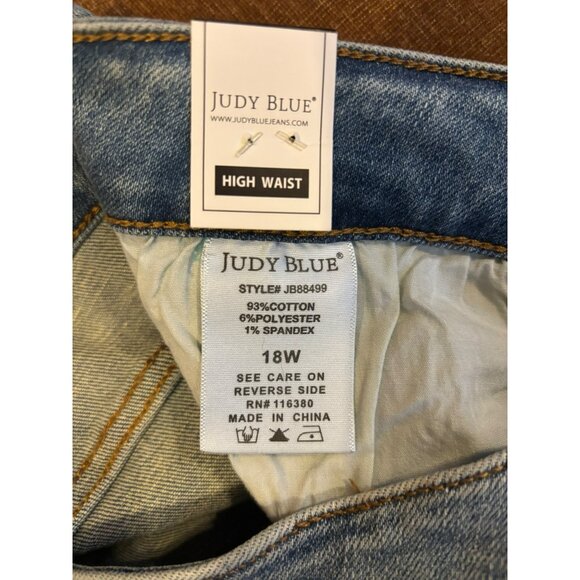 JUDY BLUE®
WWW.JUDYBLUEJEANS.COM
HIGH WAIST
JUDY BLUE®
STYLE# JB88499
93%COTTON
6%POLYESTER
1% SPANDEX
18W
SEE CARE ON
REVERSE SIDE
RN# 116380
MADE IN CHINA